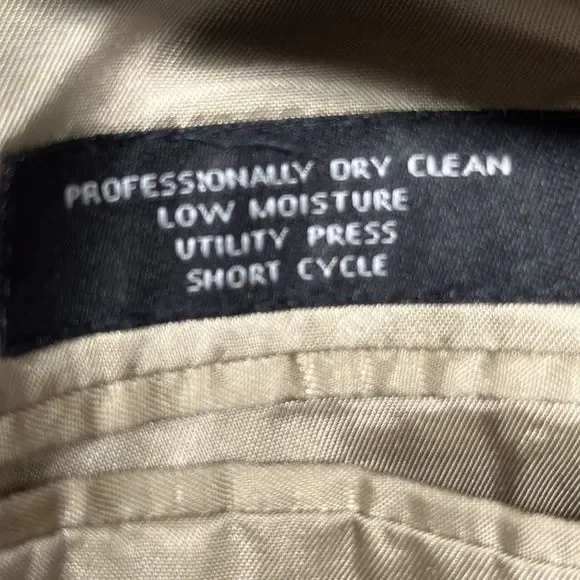 PROFESSIONALLY DRY CLEAN
LOW MOISTURE
UTILITY PRESS
SHORT CYCLE